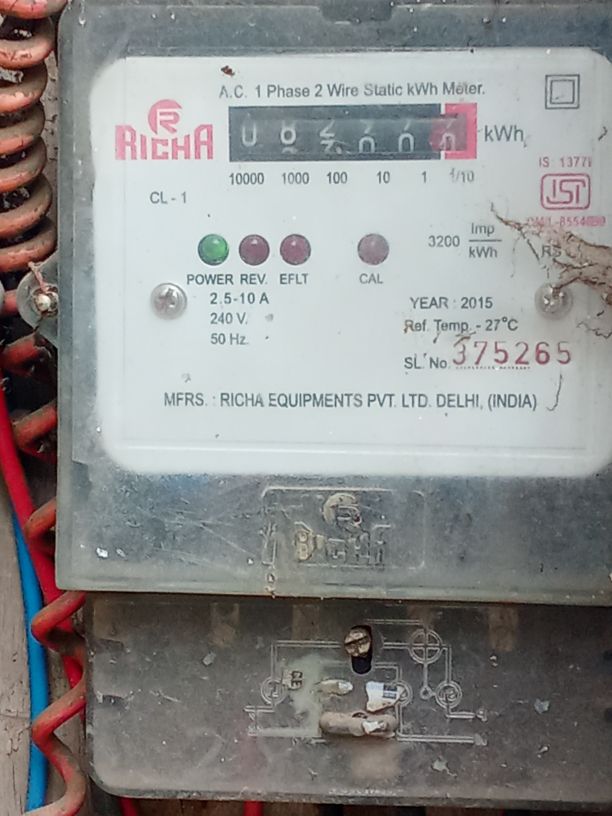 A.C. 1 Phase 2 Wire Static kWh Meter.
RICHA
kWh
10000 1000 100 10 1 1/10
IS 13779
ISI
CL - 1
3200 Imp
kWh
POWER REV. EFLT CAL
2.5-10 A
240 V.
50 Hz.
YEAR : 2015
Ref. Temp. - 27°C
SL. No. 375265
MFRS. : RICHA EQUIPMENTS PVT. LTD. DELHI, (INDIA)
RICHA